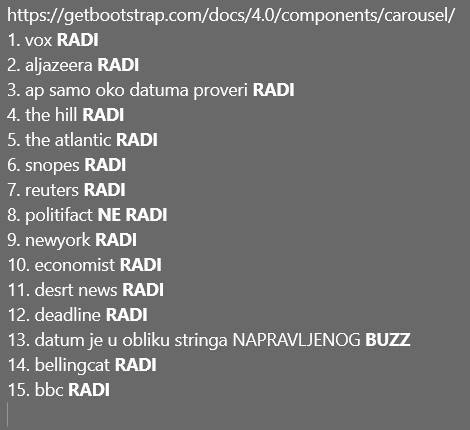 https://getbootstrap.com/docs/4.0/components/carousel/
1. vox RADI
2. aljazeera RADI
3. ap samo oko datuma proveri RADI
4. the hill RADI
5. the atlantic RADI
6. snopes RADI
7. reuters RADI
8. politifact NE RADI
9. newyork RADI
10. economist RADI
11. desrt news RADI
12. deadline RADI
13. datum je u obliku stringa NAPRAVLJENOG BUZZ
14. bellingcat RADI
15. bbc RADI